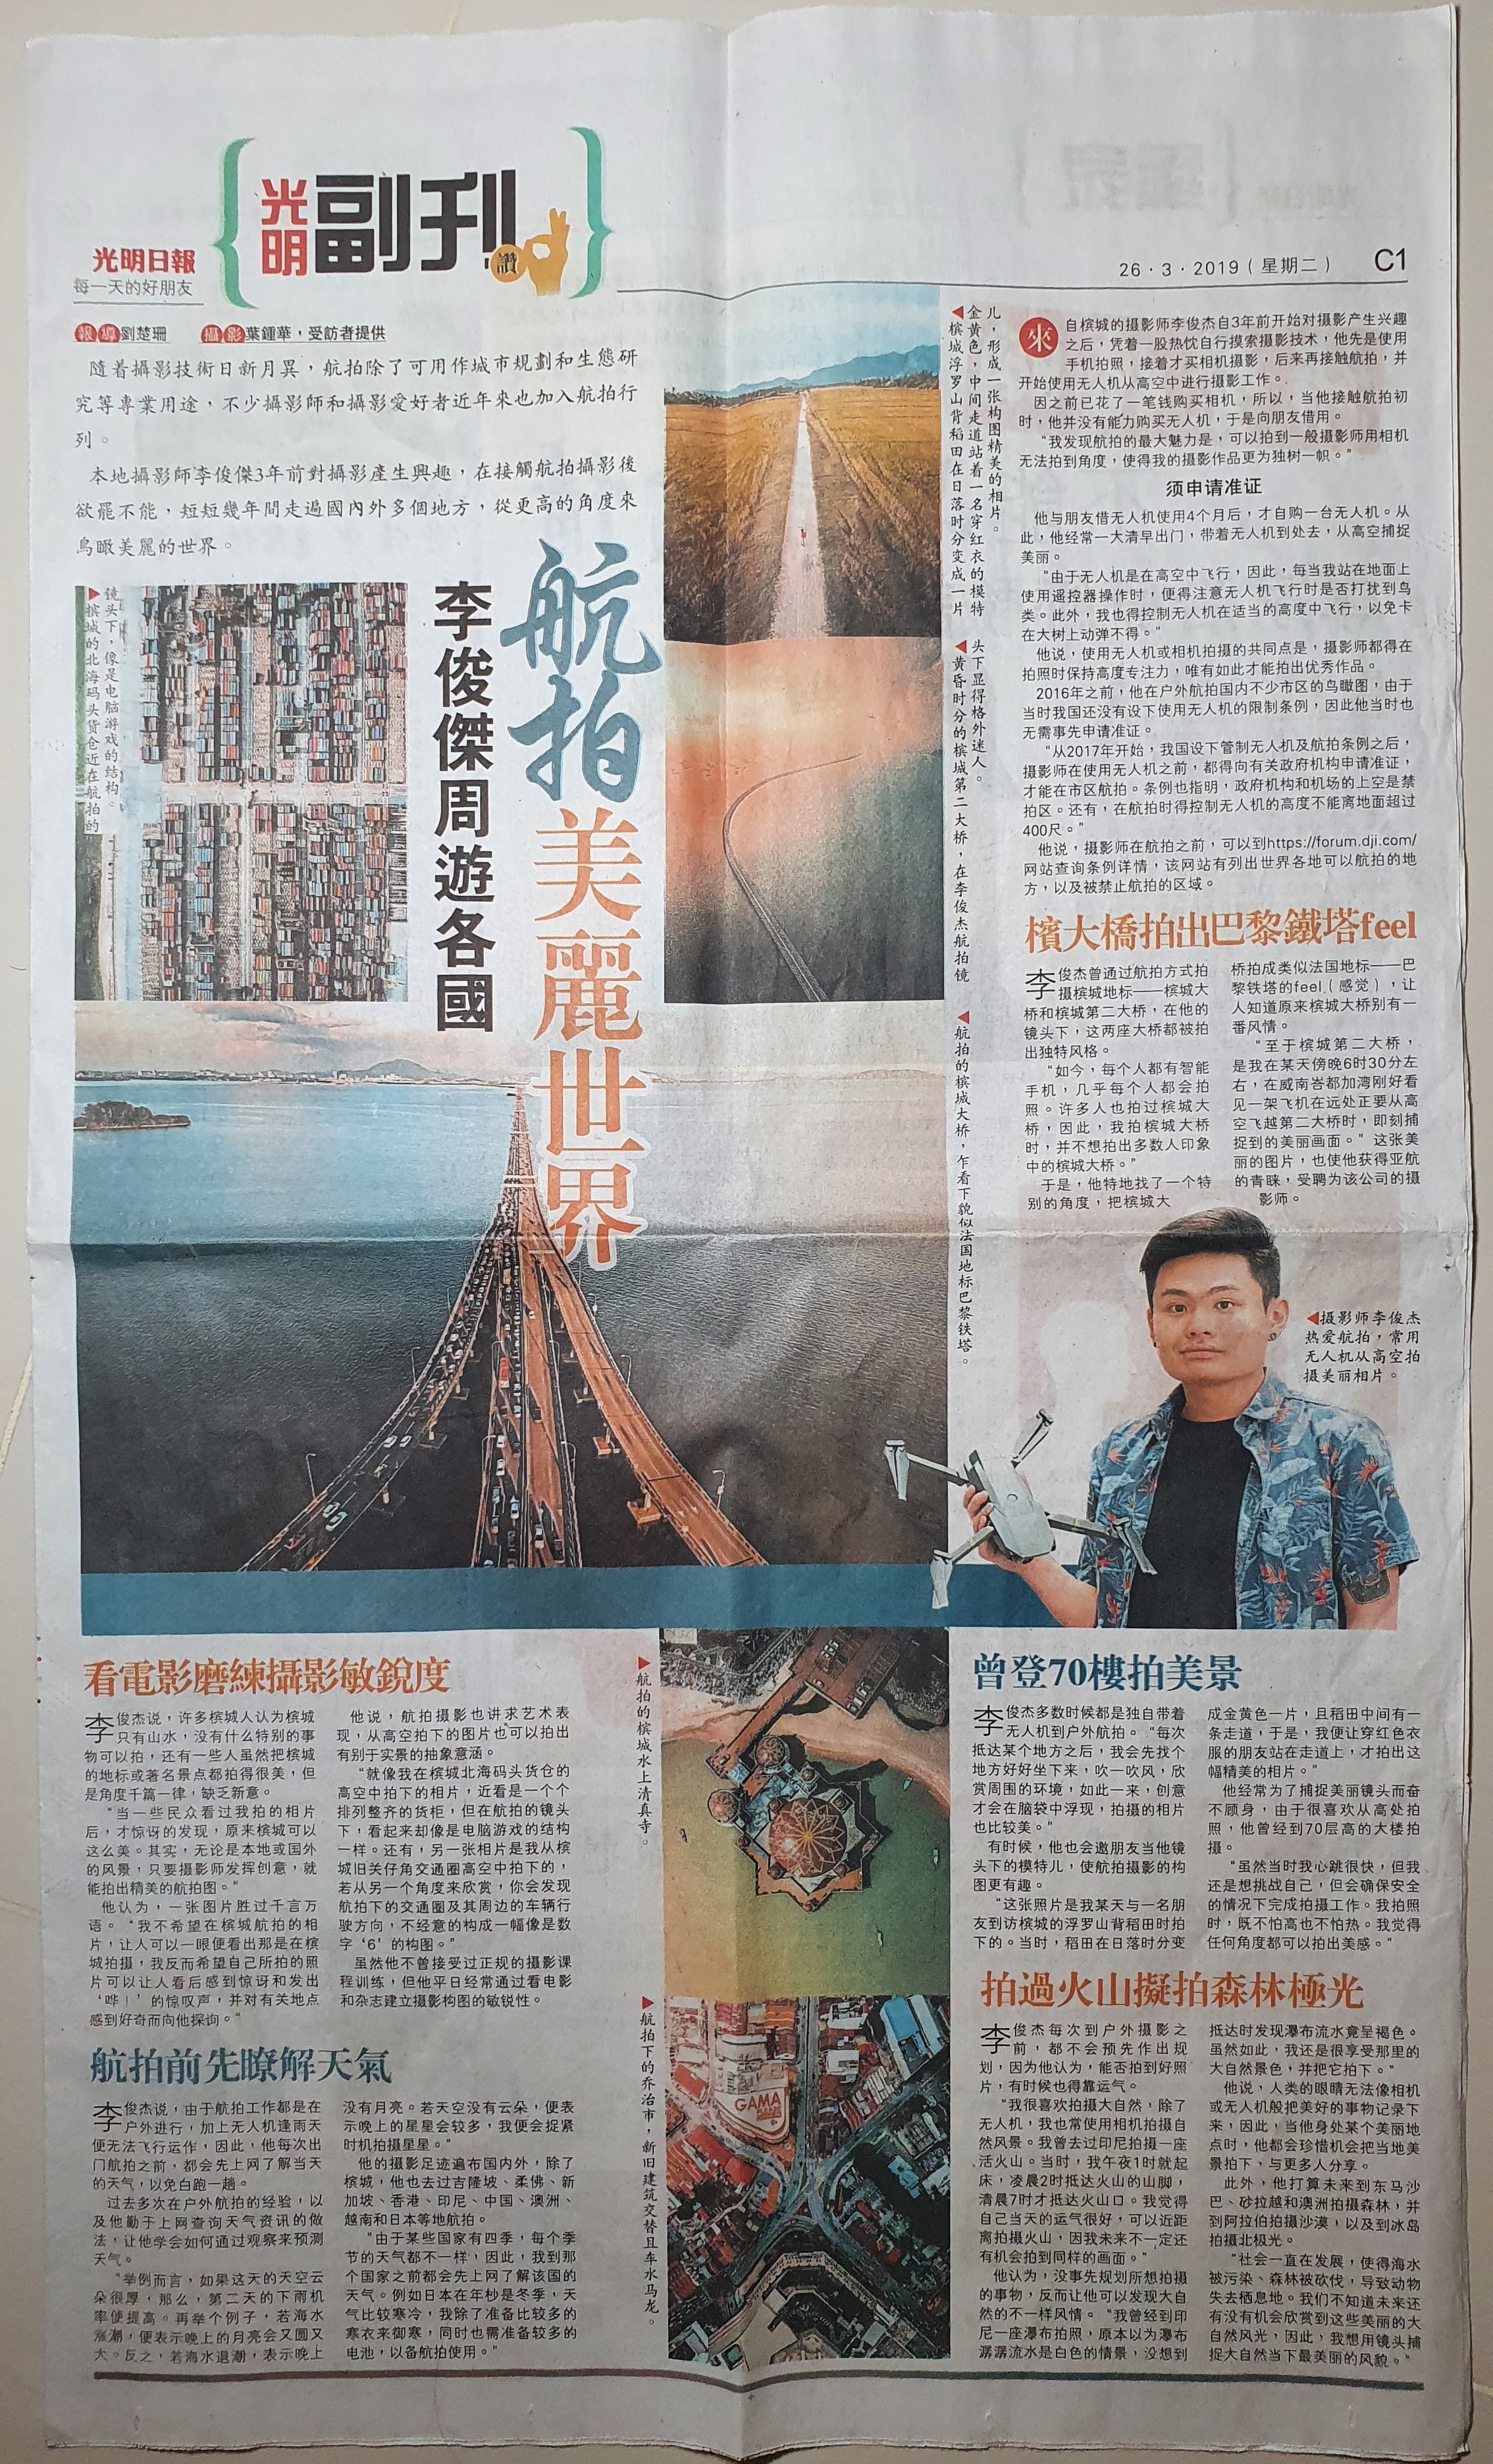 光明日報
每一天的好朋友
光明
副刊
讚
26·3·2019（星期二）
C1
報導 劉楚珊 攝影 葉鍾華，受訪者提供
隨着攝影技術日新月異，航拍除了可用作城市規劃和生態研
究等專業用途，不少攝影師和攝影愛好者近年來也加入航拍行
列。
本地攝影師李俊傑3年前對攝影產生興趣，在接觸航拍攝影後
欲罷不能，短短幾年間走過國內外多個地方，從更高的角度來
鳥瞰美麗的世界。
航拍美麗世界
李俊傑周遊各國
▶槟城的北海码头货仓近在航拍的
镜头下，像是电脑游戏的结构。
◀槟城浮罗山背稻田在日落时分变成一片
金黄色，中间走道站着一名穿红衣的模特
儿，形成一张构图精美的相片。
◀黄昏时分的槟城第二大桥，在李俊杰航拍镜
头下显得格外迷人。
◀航拍的槟城大桥，乍看下貌似法国地标巴黎铁塔。
來自槟城的摄影师李俊杰自3年前开始对摄影产生兴趣
之后，凭着一股热忱自行摸索摄影技术，他先是使用
手机拍照，接着才买相机摄影，后来再接触航拍，并
开始使用无人机从高空中进行摄影工作。
因之前已花了一笔钱购买相机，所以，当他接触航拍初
时，他并没有能力购买无人机，于是向朋友借用。
“我发现航拍的最大魅力是，可以拍到一般摄影师用相机
无法拍到角度，使得我的摄影作品更为独树一帜。”
须申请准证
他与朋友借无人机使用4个月后，才自购一台无人机。从
此，他经常一大清早出门，带着无人机到处去，从高空捕捉
美丽。
“由于无人机是在高空中飞行，因此，每当我站在地面上
使用遥控器操作时，便得注意无人机飞行时是否打扰到鸟
类。此外，我也得控制无人机在适当的高度中飞行，以免卡
在大树上动弹不得。”
他说，使用无人机或相机拍摄的共同点是，摄影师都得在
拍照时保持高度专注力，唯有如此才能拍出优秀作品。
2016年之前，他在户外航拍国内不少市区的鸟瞰图，由于
当时我国还没有设下使用无人机的限制条例，因此他当时也
无需事先申请准证。
“从2017年开始，我国设下管制无人机及航拍条例之后，
摄影师在使用无人机之前，都得向有关政府机构申请准证，
才能在市区航拍。条例也指明，政府机构和机场的上空是禁
拍区。还有，在航拍时得控制无人机的高度不能离地面超过
400尺。”
他说，摄影师在航拍之前，可以到https://forum.dji.com/
网站查询条例详情，该网站有列出世界各地可以航拍的地
方，以及被禁止航拍的区域。
檳大橋拍出巴黎鐵塔feel
李俊杰曾通过航拍方式拍
摄槟城地标——槟城大
桥和槟城第二大桥，在他的
镜头下，这两座大桥都被拍
出独特风格。
“如今，每个人都有智能
手机，几乎每个人都会拍
照。许多人也拍过槟城大
桥，因此，我拍槟城大桥
时，并不想拍出多数人印象
中的槟城大桥。”
于是，他特地找了一个特
别的角度，把槟城大
桥拍成类似法国地标——巴
黎铁塔的feel（感觉），让
人知道原来槟城大桥别有一
番风情。
“至于槟城第二大桥，
是我在某天傍晚6时30分左
右，在威南峇都加湾刚好看
见一架飞机在远处正要从高
空飞越第二大桥时，即刻捕
捉到的美丽画面。”这张美
丽的图片，也使他获得亚航
的青睐，受聘为该公司的摄
影师。
◀摄影师李俊杰
热爱航拍，常用
无人机从高空拍
摄美丽相片。
看電影磨練攝影敏銳度
李俊杰说，许多槟城人认为槟城
只有山水，没有什么特别的事
物可以拍，还有一些人虽然把槟城
的地标或著名景点都拍得很美，但
是角度千篇一律，缺乏新意。
“当一些民众看过我拍的相片
后，才惊讶的发现，原来槟城可以
这么美。其实，无论是本地或国外
的风景，只要摄影师发挥创意，就
能拍出精美的航拍图。”
他认为，一张图片胜过千言万
语。“我不希望在槟城航拍的相
片，让人可以一眼便看出那是在槟
城拍摄，我反而希望自己所拍的照
片可以让人看后感到惊讶和发出
‘哗！’的惊叹声，并对有关地点
感到好奇而向他探询。”
他说，航拍摄影也讲求艺术表
现，从高空拍下的图片也可以拍出
有别于实景的抽象意涵。
“就像我在槟城北海码头货仓的
高空中拍下的相片，近看是一个个
排列整齐的货柜，但在航拍的镜头
下，看起来却像是电脑游戏的结构
一样。还有，另一张相片是我从槟
城旧关仔角交通圈高空中拍下的，
若从另一个角度来欣赏，你会发现
航拍下的交通圈及其周边的车辆行
驶方向，不经意的构成一幅像是数
字‘6’的构图。”
虽然他不曾接受过正规的摄影课
程训练，但他平日经常通过看电影
和杂志建立摄影构图的敏锐性。
航拍前先瞭解天氣
李俊杰说，由于航拍工作都是在
户外进行，加上无人机逢雨天
便无法飞行运作，因此，他每次出
门航拍之前，都会先上网了解当天
的天气，以免白跑一趟。
过去多次在户外航拍的经验，以
及他勤于上网查询天气资讯的做
法，让他学会如何通过观察来预测
天气。
“举例而言，如果这天的天空云
朵很厚，那么，第二天的下雨机
率便提高。再举个例子，若海水
涨潮，便表示晚上的月亮会又圆又
大。反之，若海水退潮，表示晚上
没有月亮。若天空没有云朵，便表
示晚上的星星会较多，我便会捉紧
时机拍摄星星。”
他的摄影足迹遍布国内外，除了
槟城，他也去过吉隆坡、柔佛、新
加坡、香港、印尼、中国、澳洲、
越南和日本等地航拍。
“由于某些国家有四季，每个季
节的天气都不一样，因此，我到那
个国家之前都会先上网了解该国的
天气。例如日本在年杪是冬季，天
气比较寒冷，我除了准备比较多的
寒衣来御寒，同时也需准备较多的
电池，以备航拍使用。”
▶航拍的槟城水上清真寺。
▶航拍下的乔治市，新旧建筑交替且车水马龙。
GAMA
曾登70樓拍美景
李俊杰多数时候都是独自带着
无人机到户外航拍。“每次
抵达某个地方之后，我会先找个
地方好好坐下来，吹一吹风，欣
赏周围的环境，如此一来，创意
才会在脑袋中浮现，拍摄的相片
也比较美。”
有时候，他也会邀朋友当他镜
头下的模特儿，使航拍摄影的构
图更有趣。
“这张照片是我某天与一名朋
友到访槟城的浮罗山背稻田时拍
下的。当时，稻田在日落时分变
成金黄色一片，且稻田中间有一
条走道，于是，我便让穿红色衣
服的朋友站在走道上，才拍出这
幅精美的相片。”
他经常为了捕捉美丽镜头而奋
不顾身，由于很喜欢从高处拍
照，他曾经到70层高的大楼拍
摄。
“虽然当时我心跳很快，但我
还是想挑战自己，但会确保安全
的情况下完成拍摄工作。我拍照
时，既不怕高也不怕热。我觉得
任何角度都可以拍出美感。”
拍過火山擬拍森林極光
李俊杰每次到户外摄影之
前，都不会预先作出规
划，因为他认为，能否拍到好照
片，有时候也得靠运气。
“我很喜欢拍摄大自然，除了
无人机，我也常使用相机拍摄自
然风景。我曾去过印尼拍摄一座
活火山。当时，我午夜1时就起
床，凌晨2时抵达火山的山脚，
清晨7时才抵达火山口。我觉得
自己当天的运气很好，可以近距
离拍摄火山，因我未来不一定还
有机会拍到同样的画面。”
他认为，没事先规划所想拍摄
的事物，反而让他可以发现大自
然的不一样风情。“我曾经到印
尼一座瀑布拍照，原本以为瀑布
潺潺流水是白色的情景，没想到
抵达时发现瀑布流水竟呈褐色。
虽然如此，我还是很享受那里的
大自然景色，并把它拍下。”
他说，人类的眼睛无法像相机
或无人机般把美好的事物记录下
来，因此，当他身处某个美丽地
点时，他都会珍惜机会把当地美
景拍下，与更多人分享。
此外，他打算未来到东马沙
巴、砂拉越和澳洲拍摄森林，并
到阿拉伯拍摄沙漠，以及到冰岛
拍摄北极光。
“社会一直在发展，使得海水
被污染、森林被砍伐，导致动物
失去栖息地。我们不知道未来还
有没有机会欣赏到这些美丽的大
自然风光，因此，我想用镜头捕
捉大自然当下最美丽的风貌。”